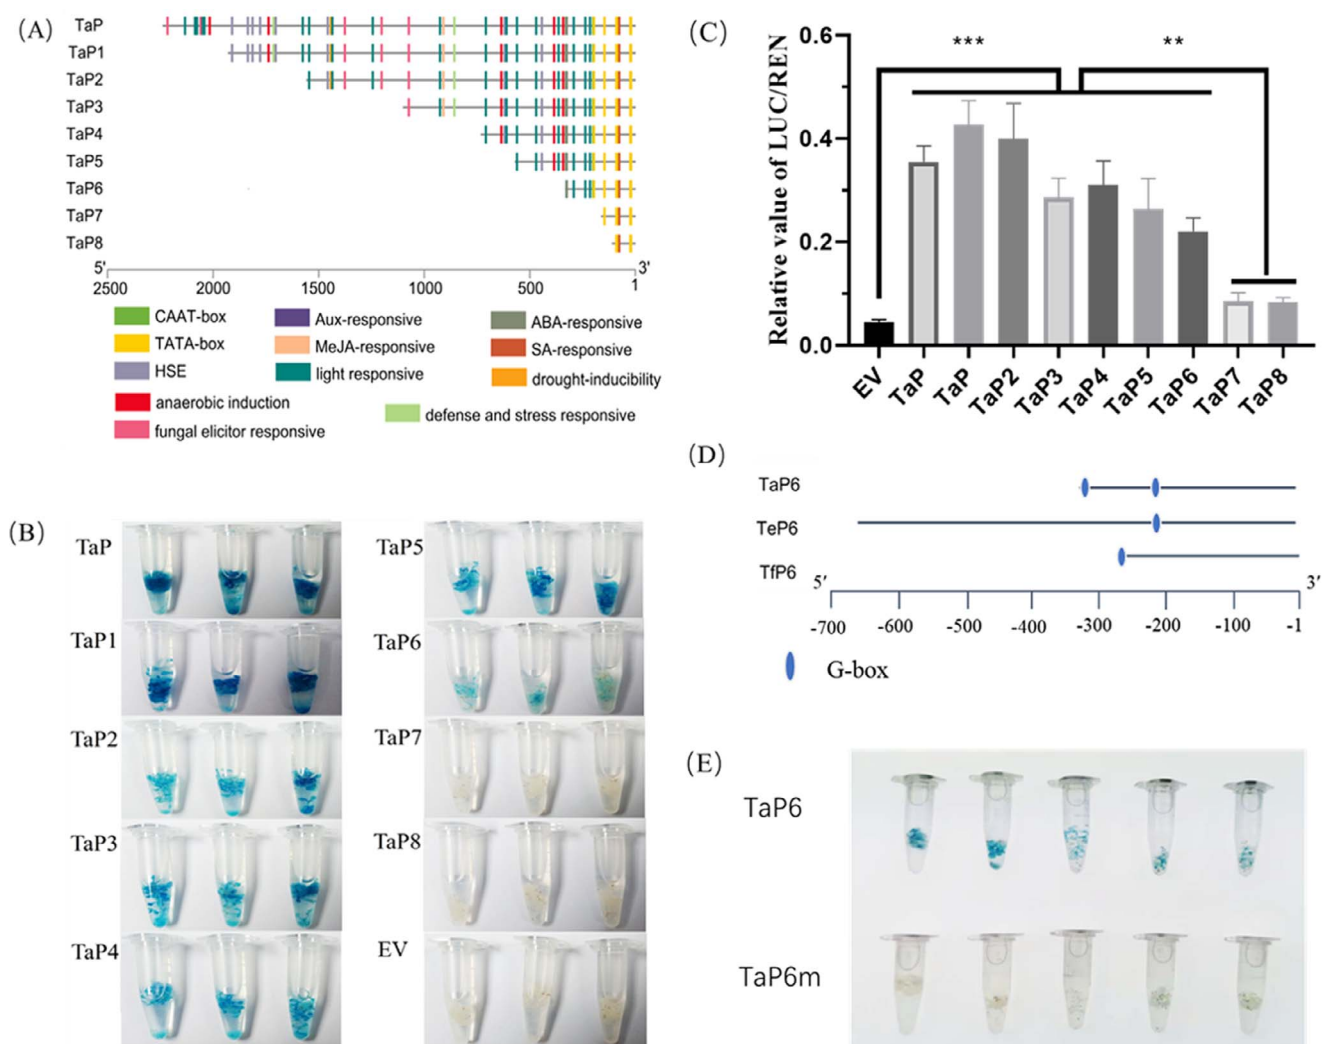 (A)
TaP
TaP1
TaP2
TaP3
TaP4
TaP5
TaP6
TaP7
TaP8
5' 3'
2500 2000 1500 1000 500 1
CAAT-box
TATA-box
HSE
anaerobic induction
fungal elicitor responsive
Aux-responsive
MeJA-responsive
light responsive
ABA-responsive
SA-responsive
drought-inducibility
defense and stress responsive
(B)
TaP
TaP1
TaP2
TaP3
TaP4
TaP5
TaP6
TaP7
TaP8
EV
(C)
Relative value of LUC/REN
0.6
0.4
0.2
0.0
*** **
EV TaP TaP TaP2 TaP3 TaP4 TaP5 TaP6 TaP7 TaP8
(D)
TaP6
TeP6
TfP6
5' 3'
-700 -600 -500 -400 -300 -200 -100 -1
G-box
(E)
TaP6
TaP6m